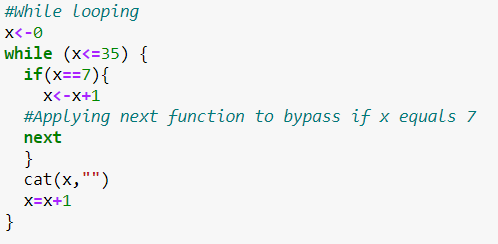 #While looping
x<-0
while (x<=35) {
  if(x==7){
    x<-x+1
  #Applying next function to bypass if x equals 7
  next
  }
  cat(x,"")
  x=x+1
}